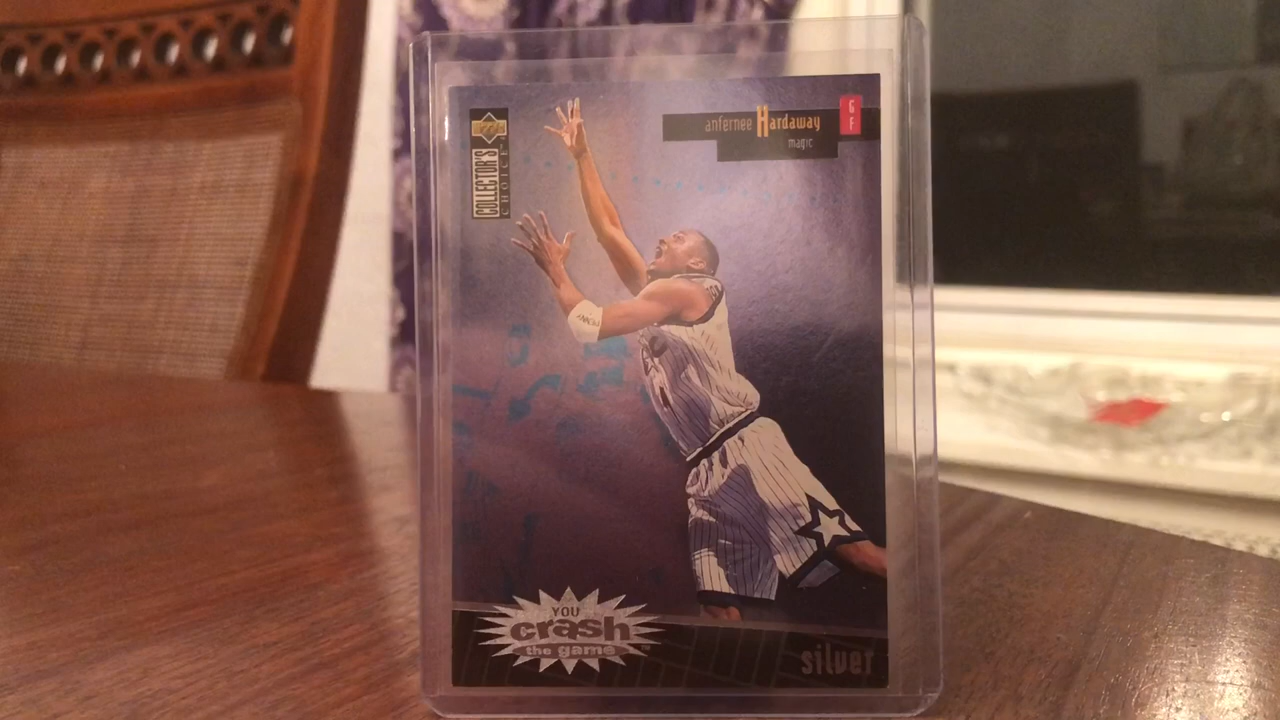 COLLECTOR'S
CHOICE
anfernee Hardaway
magic
G
F
YOU
crash
the game
silver